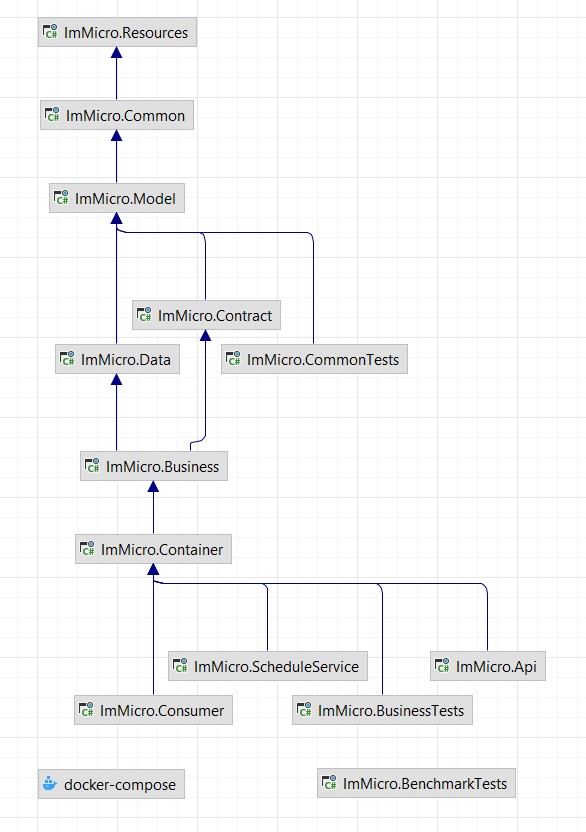 ImMicro.Resources
ImMicro.Common
ImMicro.Model
ImMicro.Contract
ImMicro.Data
ImMicro.CommonTests
ImMicro.Business
ImMicro.Container
ImMicro.ScheduleService
ImMicro.Api
ImMicro.Consumer
ImMicro.BusinessTests
docker-compose
ImMicro.BenchmarkTests